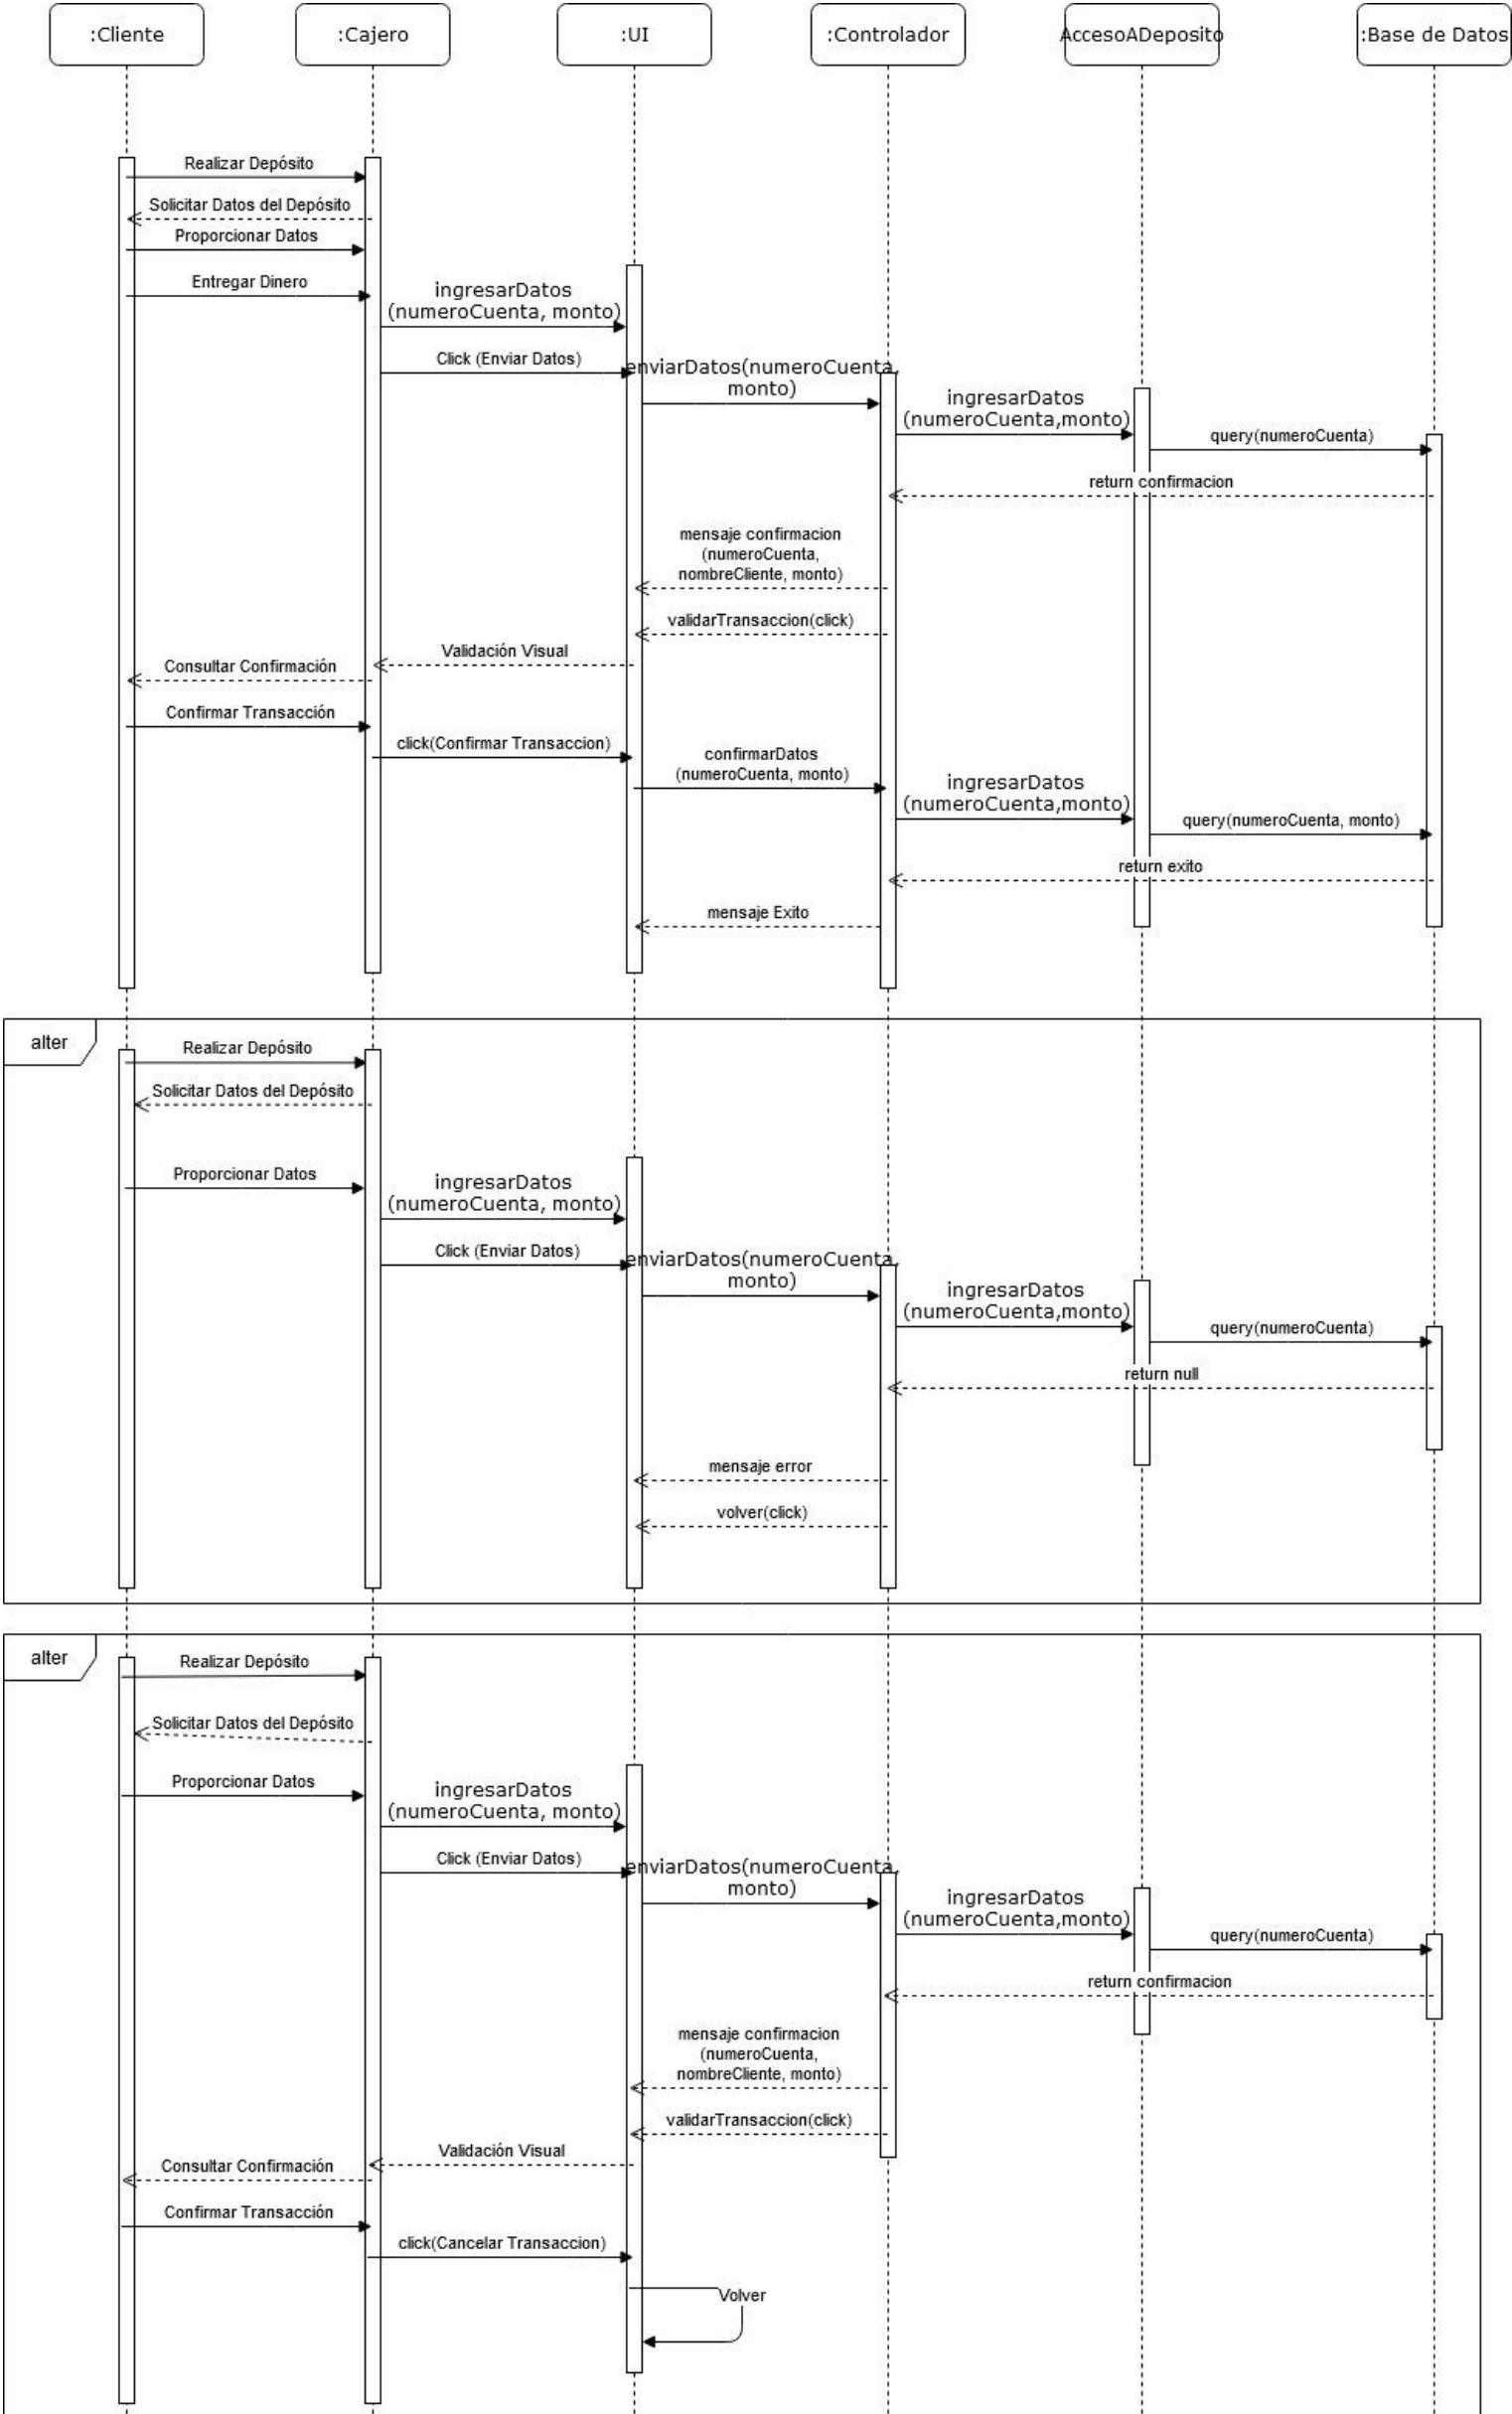 :Cliente
:Cajero
:UI
:Controlador
AccesoADeposito
:Base de Datos
Realizar Depósito
Solicitar Datos del Depósito
Proporcionar Datos
Entregar Dinero
ingresarDatos
(numeroCuenta, monto)
Click (Enviar Datos)
enviarDatos(numeroCuenta,
monto)
ingresarDatos
(numeroCuenta,monto)
query(numeroCuenta)
return confirmacion
mensaje confirmacion
(numeroCuenta,
nombreCliente, monto)
validarTransaccion(click)
Validación Visual
Consultar Confirmación
Confirmar Transacción
click(Confirmar Transaccion)
confirmarDatos
(numeroCuenta, monto)
ingresarDatos
(numeroCuenta,monto)
query(numeroCuenta, monto)
return exito
mensaje Exito
alter
Realizar Depósito
Solicitar Datos del Depósito
Proporcionar Datos
ingresarDatos
(numeroCuenta, monto)
Click (Enviar Datos)
enviarDatos(numeroCuenta,
monto)
ingresarDatos
(numeroCuenta,monto)
query(numeroCuenta)
return null
mensaje error
volver(click)
alter
Realizar Depósito
Solicitar Datos del Depósito
Proporcionar Datos
ingresarDatos
(numeroCuenta, monto)
Click (Enviar Datos)
enviarDatos(numeroCuenta,
monto)
ingresarDatos
(numeroCuenta,monto)
query(numeroCuenta)
return confirmacion
mensaje confirmacion
(numeroCuenta,
nombreCliente, monto)
validarTransaccion(click)
Validación Visual
Consultar Confirmación
Confirmar Transacción
click(Cancelar Transaccion)
Volver